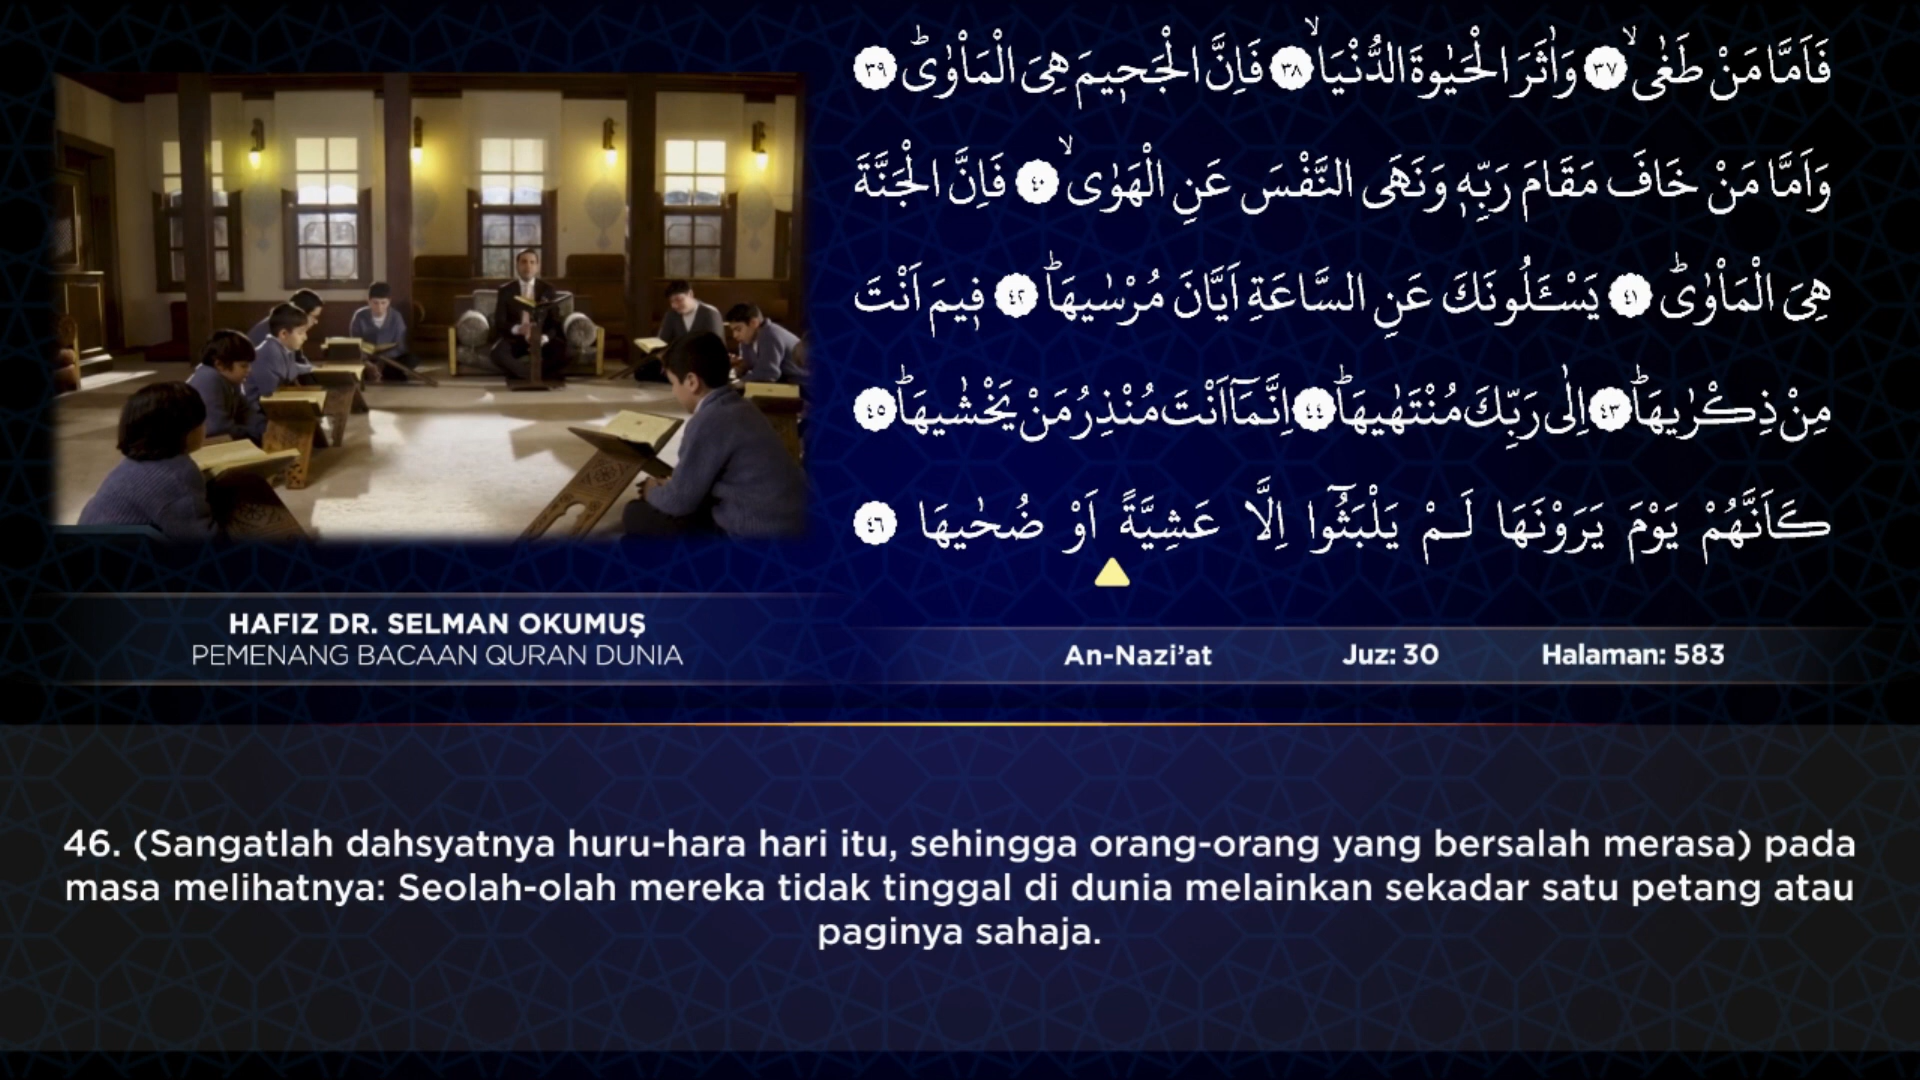 فَاَمَّا مَنْ طَغٰىۙ ٣٧ وَاٰثَرَ الْحَيٰوةَ الدُّنْيَاۙ ٣٨ فَاِنَّ الْجَح۪يمَ هِيَ الْمَأْوٰىۜ ٣٩
وَاَمَّا مَنْ خَافَ مَقَامَ رَبِّه۪ وَنَهَى النَّفْسَ عَنِ الْهَوٰىۙ ٤٠ فَاِنَّ الْجَنَّةَ
هِيَ الْمَأْوٰىۜ ٤١ يَسْـَٔلُونَكَ عَنِ السَّاعَةِ اَيَّانَ مُرْسٰيهَاۜ ٤٢ ف۪يمَ اَنْتَ
مِنْ ذِكْرٰيهَاۜ ٤٣ اِلٰى رَبِّكَ مُنْتَهٰيهَاۜ ٤٤ اِنَّمَٓا اَنْتَ مُنْذِرُ مَنْ يَخْشٰيهَاۜ ٤٥
كَاَنَّهُمْ يَوْمَ يَرَوْنَهَا لَمْ يَلْبَثُٓوا اِلَّا عَشِيَّةً اَوْ ضُحٰيهَا ٤٦
HAFIZ DR. SELMAN OKUMUŞ
PEMENANG BACAAN QURAN DUNIA
An-Nazi’at Juz: 30 Halaman: 583
46. (Sangatlah dahsyatnya huru-hara hari itu, sehingga orang-orang yang bersalah merasa) pada
masa melihatnya: Seolah-olah mereka tidak tinggal di dunia melainkan sekadar satu petang atau
paginya sahaja.